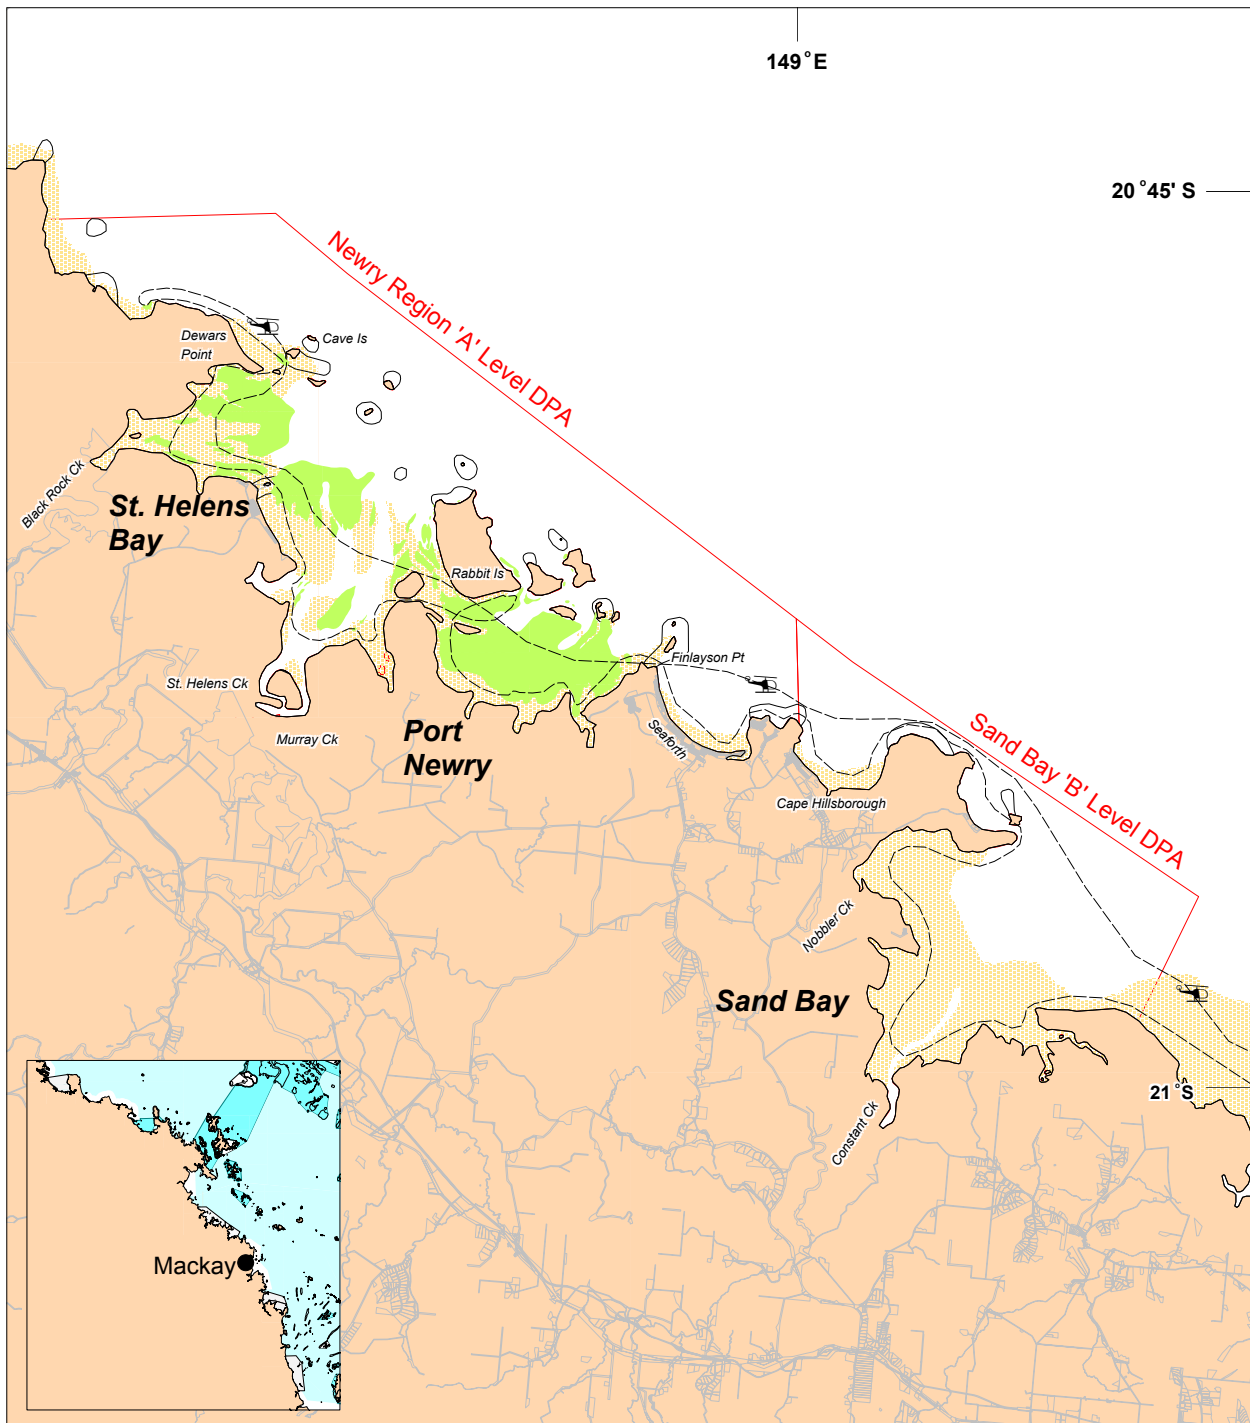 149°E
20°45' S
Newry Region 'A' Level DPA
Dewars
Point
Cave Is
Black Rock Ck
St. Helens
Bay
Rabbit Is
Finlayson Pt
St. Helens Ck
Murray Ck
Port
Newry
Seaforth
Sand Bay 'B' Level DPA
Cape Hillsborough
Nobbler Ck
Sand Bay
21°S
Constant Ck
Mackay